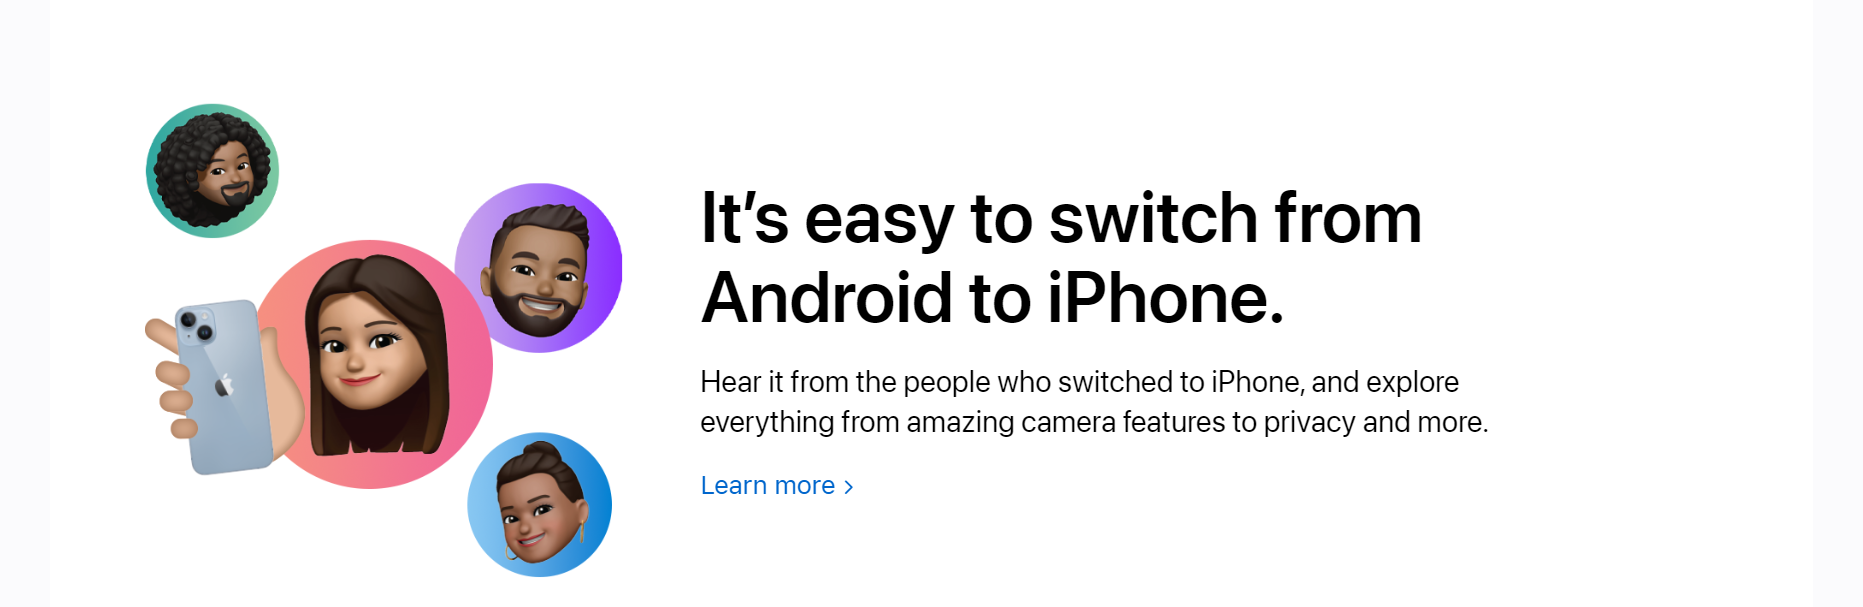 It’s easy to switch from
Android to iPhone.
Hear it from the people who switched to iPhone, and explore
everything from amazing camera features to privacy and more.
Learn more >